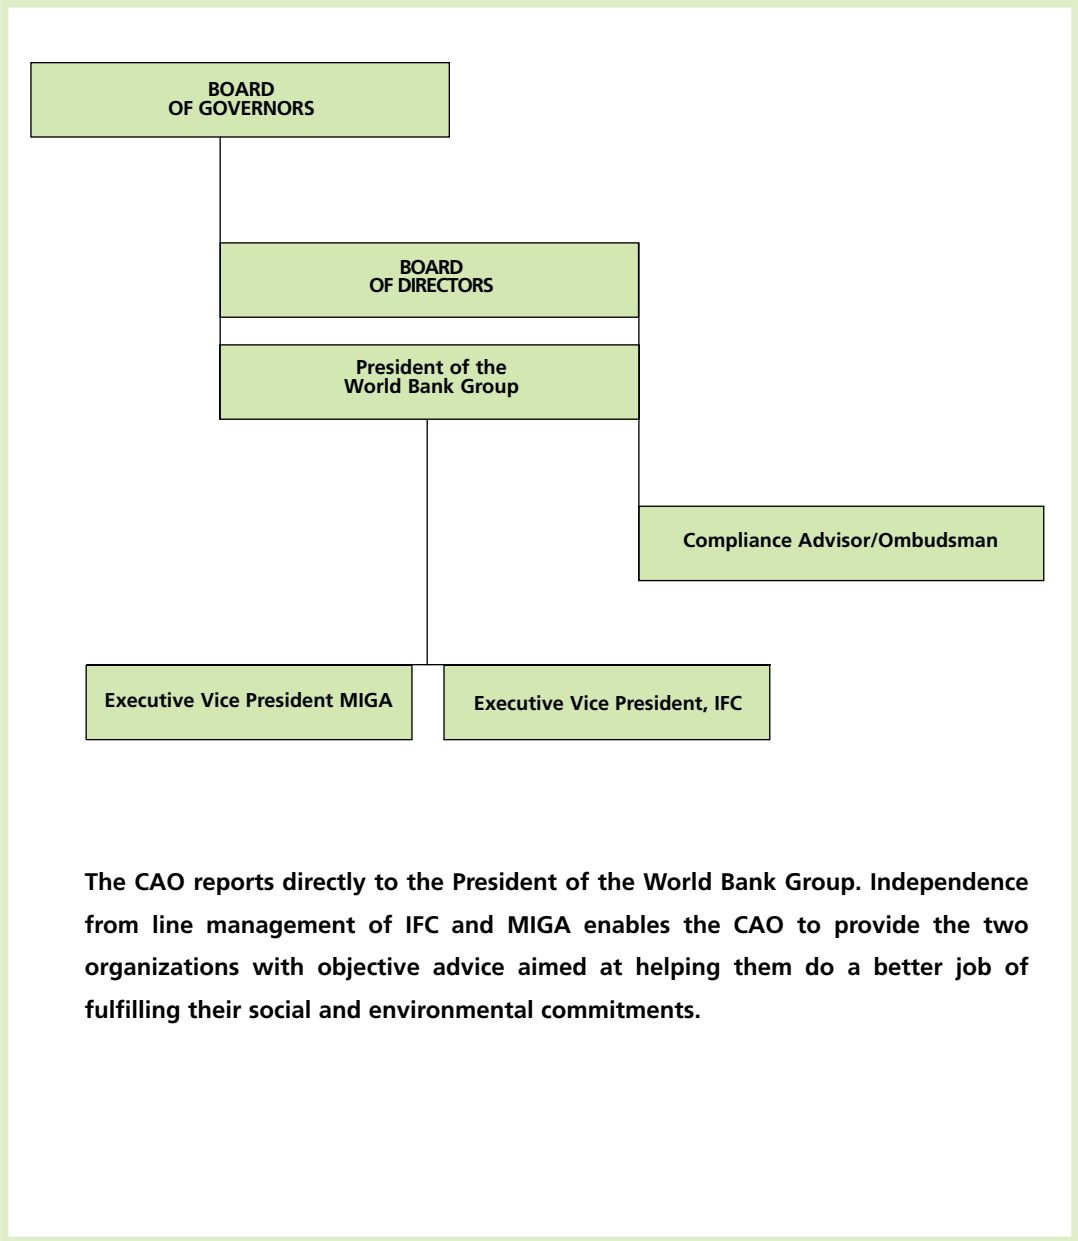 BOARD
OF GOVERNORS
BOARD
OF DIRECTORS
President of the
World Bank Group
Compliance Advisor/Ombudsman
Executive Vice President MIGA
Executive Vice President, IFC
The CAO reports directly to the President of the World Bank Group. Independence
from line management of IFC and MIGA enables the CAO to provide the two
organizations with objective advice aimed at helping them do a better job of
fulfilling their social and environmental commitments.